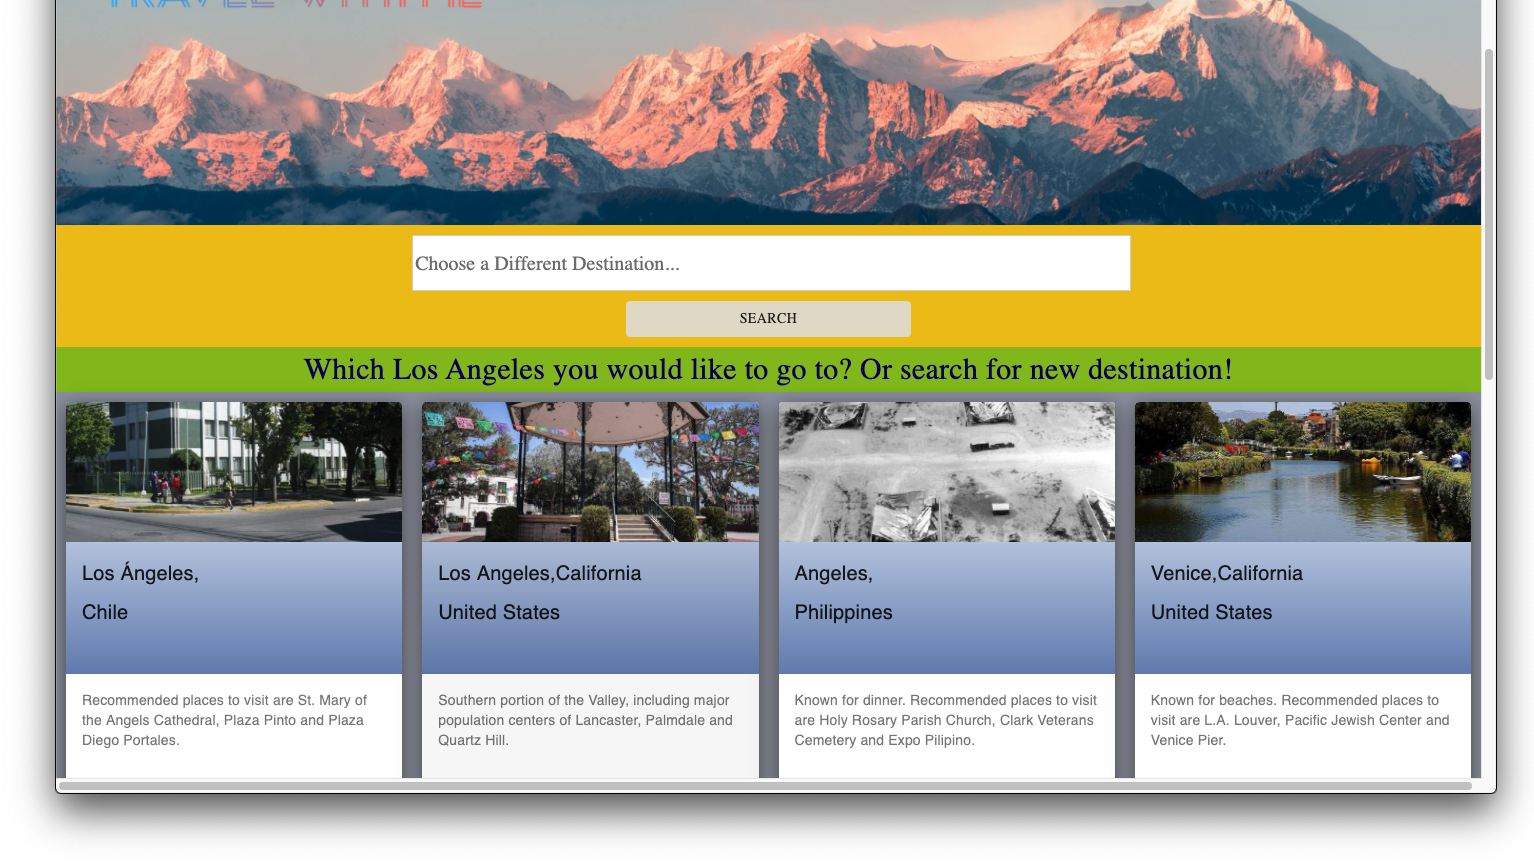 TRAVEL WITH ME
Choose a Different Destination...
SEARCH
Which Los Angeles you would like to go to? Or search for new destination!
Los Ángeles,
Chile
Los Angeles,California
United States
Angeles,
Philippines
Venice,California
United States
Recommended places to visit are St. Mary of
the Angels Cathedral, Plaza Pinto and Plaza
Diego Portales.
Southern portion of the Valley, including major
population centers of Lancaster, Palmdale and
Quartz Hill.
Known for dinner. Recommended places to visit
are Holy Rosary Parish Church, Clark Veterans
Cemetery and Expo Pilipino.
Known for beaches. Recommended places to
visit are L.A. Louver, Pacific Jewish Center and
Venice Pier.